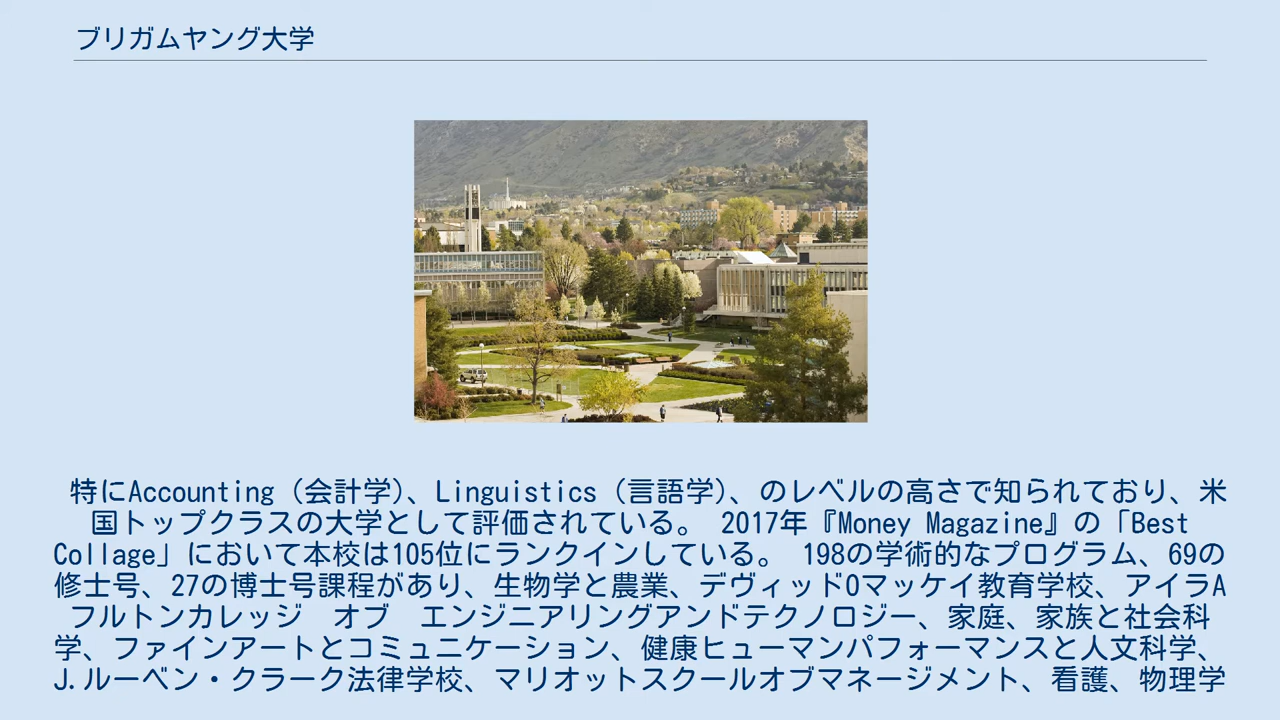 ブリガムヤング大学
特にAccounting（会計学）、Linguistics（言語学）、のレベルの高さで知られており、米
国トップクラスの大学として評価されている。 2017年『Money Magazine』の「Best
Collage」において本校は105位にランクインしている。 198の学術的なプログラム、69の
修士号、27の博士号課程があり、生物学と農業、デヴィッドOマッケイ教育学校、アイラA
フルトンカレッジ　オブ　エンジニアリングアンドテクノロジー、家庭、家族と社会科
学、ファインアートとコミュニケーション、健康ヒューマンパフォーマンスと人文科学、
J.ルーベン・クラーク法律学校、マリオットスクールオブマネージメント、看護、物理学